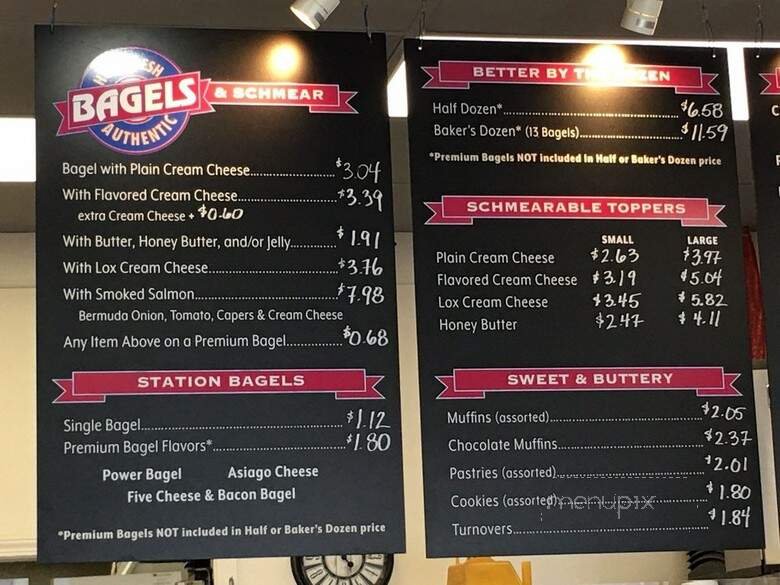 FRESH
BAGELS
AUTHENTIC
& SCHMEAR
Bagel with Plain Cream Cheese.................... $3.04
With Flavored Cream Cheese....................... $3.39
extra Cream Cheese + $0.60
With Butter, Honey Butter, and/or Jelly............ $1.91
With Lox Cream Cheese............................. $3.76
With Smoked Salmon................................ $7.98
Bermuda Onion, Tomato, Capers & Cream Cheese
Any Item Above on a Premium Bagel.............. $0.68
STATION BAGELS
Single Bagel.............................................. $1.12
Premium Bagel Flavors*............................... $1.80
Power Bagel Asiago Cheese
Five Cheese & Bacon Bagel
*Premium Bagels NOT included in Half or Baker's Dozen price
BETTER BY THE DOZEN
Half Dozen*............................................... $6.58
Baker's Dozen* (13 Bagels)........................... $11.59
*Premium Bagels NOT included in Half or Baker's Dozen price
SCHMEARABLE TOPPERS
SMALL LARGE
Plain Cream Cheese $2.63 $3.97
Flavored Cream Cheese $3.19 $5.04
Lox Cream Cheese $3.45 $5.82
Honey Butter $2.47 $4.11
SWEET & BUTTERY
Muffins (assorted)...................................... $2.05
Chocolate Muffins...................................... $2.37
Pastries (assorted)..................................... $2.01
Cookies (assorted)..................................... $1.80
menupix
Turnovers................................................. $1.84